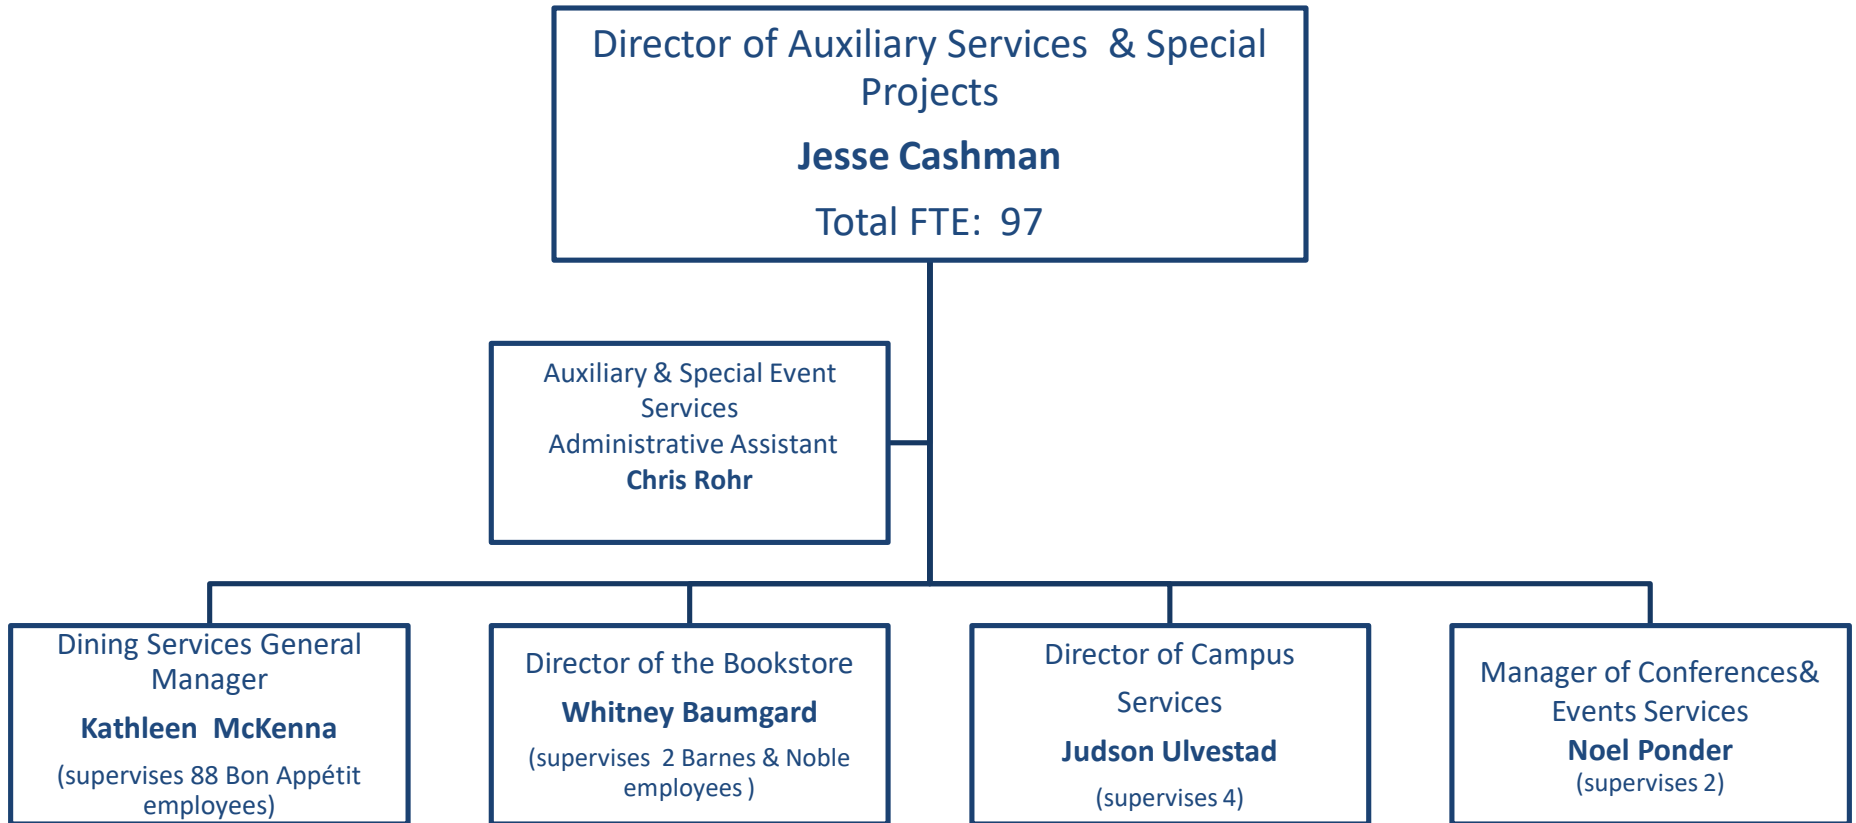 Director of Auxiliary Services  & Special
Projects
Jesse Cashman
Total FTE:  97
Auxiliary & Special Event
Services
Administrative Assistant
Chris Rohr
Dining Services General
Manager
Kathleen  McKenna
(supervises 88 Bon Appétit
employees)
Director of the Bookstore
Whitney Baumgard
(supervises  2 Barnes & Noble
employees )
Director of Campus
Services
Judson Ulvestad
(supervises 4)
Manager of Conferences&
Events Services
Noel Ponder
(supervises 2)